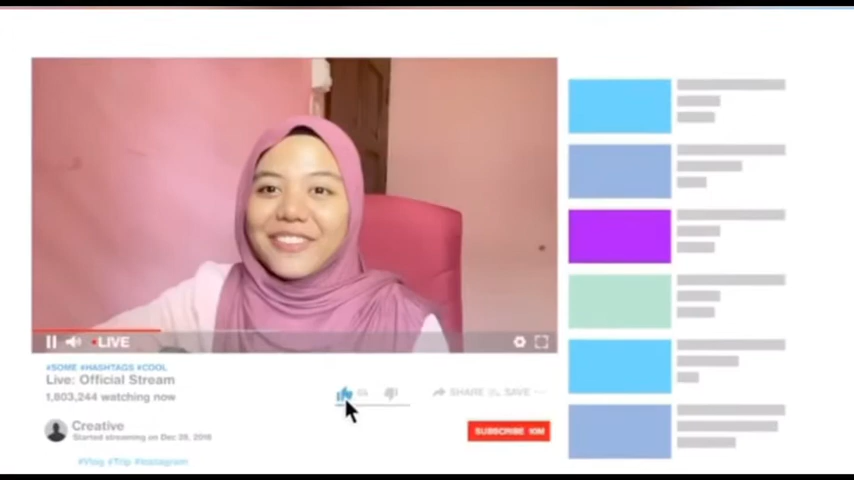 LIVE
#SOME #HASHTAGS #COOL
Live: Official Stream
1,803,244 watching now
SHARE SAVE
Creative
Started streaming on Dec 28, 2018
SUBSCRIBE 10M
#Vlog #Trip #Instagram